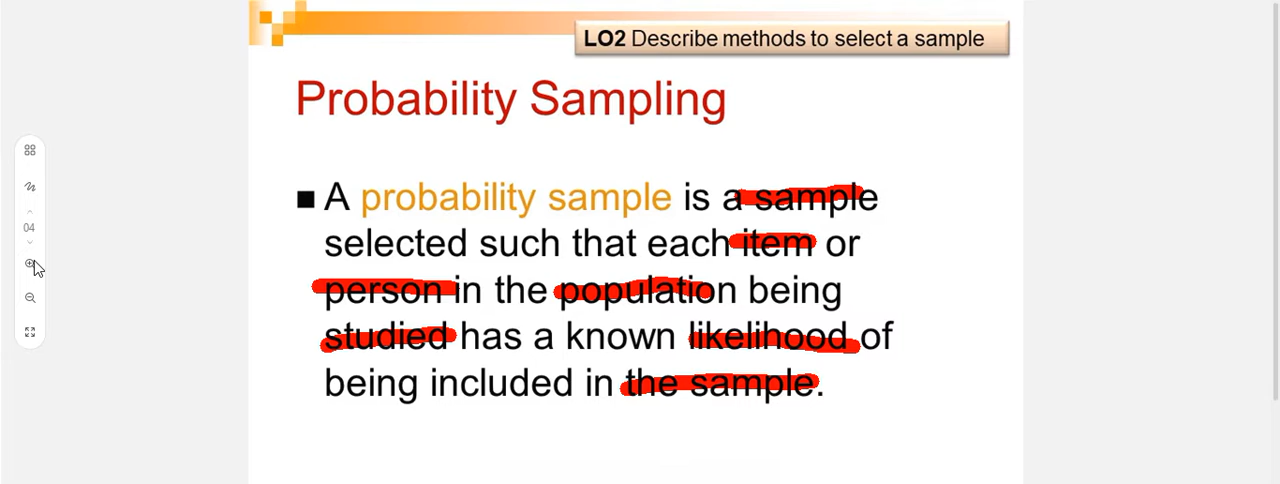 LO2 Describe methods to select a sample
Probability Sampling
A probability sample is a sample
selected such that each item or
person in the population being
studied has a known likelihood of
being included in the sample.
04